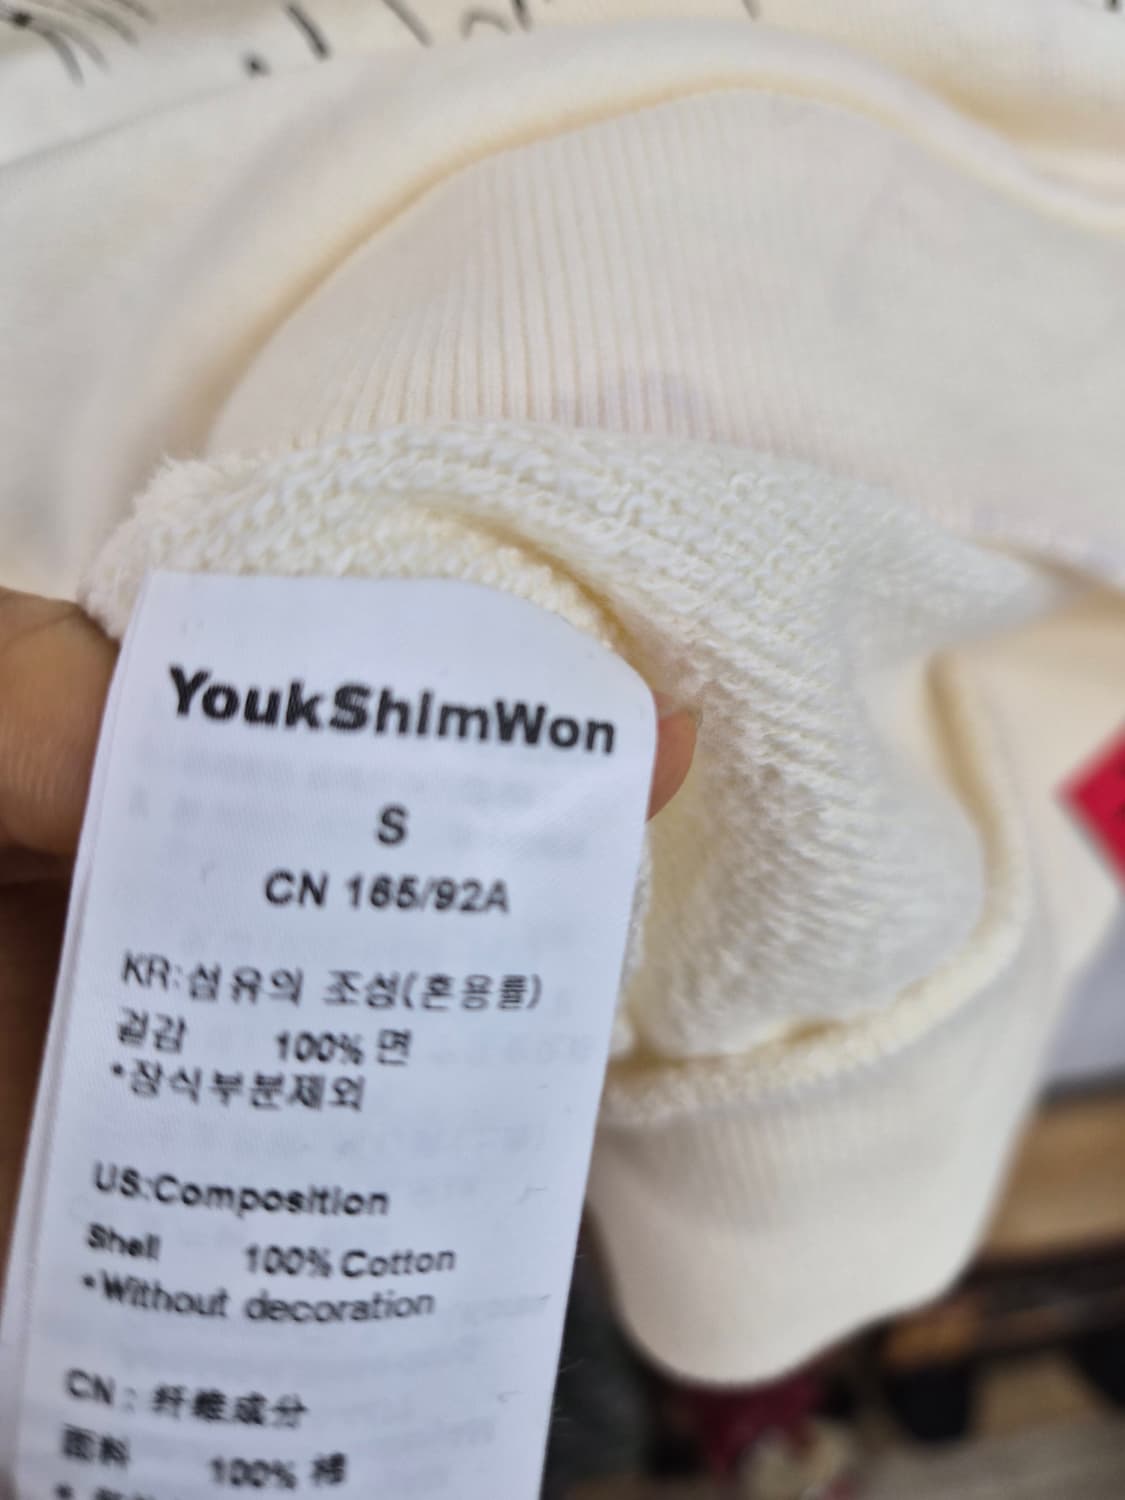 YoukShimWon
S
CN 165/92A
KR:섬유의 조성(혼용률)
겉감 100% 면
*장식부분제외
US:Composition
Shell 100% Cotton
*Without decoration
CN : 纤维成分
面料 100% 棉